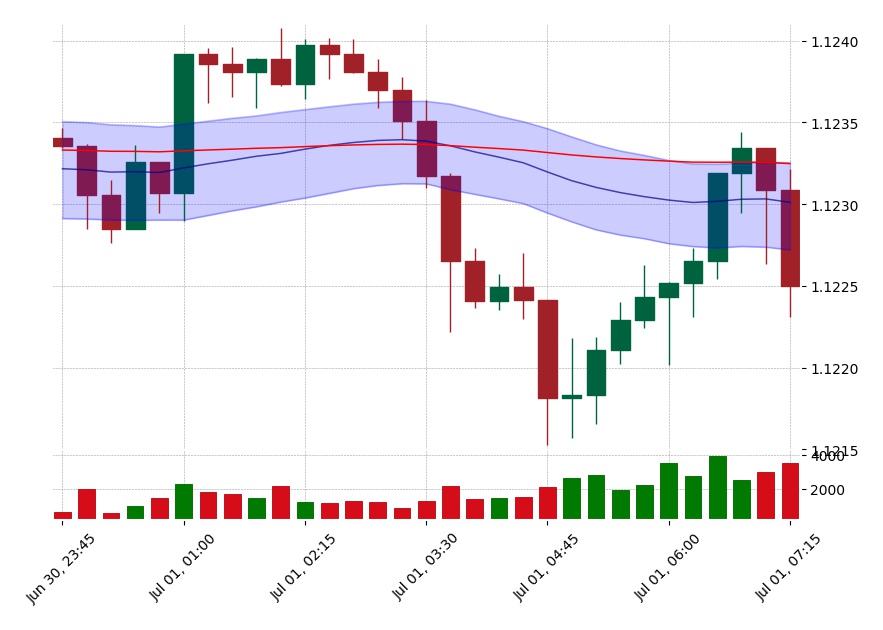 1.1240
1.1235
1.1230
1.1225
1.1220
1.1215
4000
2000
Jun 30, 23:45
Jul 01, 01:00
Jul 01, 02:15
Jul 01, 03:30
Jul 01, 04:45
Jul 01, 06:00
Jul 01, 07:15